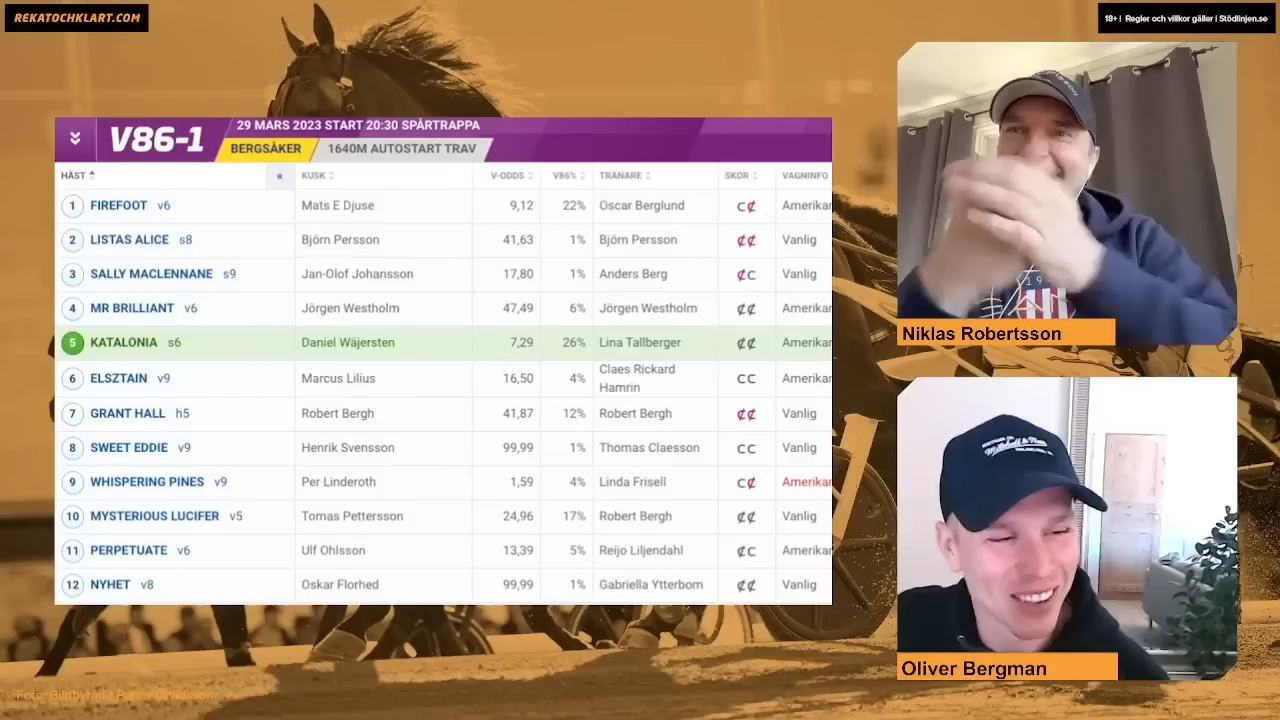 REKATOCHKLART.COM
18+ | Regler och villkor gäller | Stödlinjen.se
V86-1
29 MARS 2023 START 20:30 SPÅRTRAPPA
BERGSÅKER 1640M AUTOSTART TRAV
HÄST « KUSK V-ODDS V86% TRÄNARE SKOR VAGNINFO
1 FIREFOOT v6 Mats E Djuse 9,12 22% Oscar Berglund C₵ Amerikan
2 LISTAS ALICE s8 Björn Persson 41,63 1% Björn Persson ₵₵ Vanlig
3 SALLY MACLENNANE s9 Jan-Olof Johansson 17,80 1% Anders Berg ₵C Vanlig
4 MR BRILLIANT v6 Jörgen Westholm 47,49 6% Jörgen Westholm ₵₵ Amerikan
5 KATALONIA s6 Daniel Wäjersten 7,29 26% Lina Tallberger ₵₵ Amerikan
6 ELSZTAIN v9 Marcus Lilius 16,50 4% Claes Rickard Hamrin CC Amerikan
7 GRANT HALL h5 Robert Bergh 41,87 12% Robert Bergh ₵₵ Vanlig
8 SWEET EDDIE v9 Henrik Svensson 99,99 1% Thomas Claesson CC Vanlig
9 WHISPERING PINES v9 Per Linderoth 1,59 4% Linda Frisell C₵ Amerikan
10 MYSTERIOUS LUCIFER v5 Tomas Pettersson 24,96 17% Robert Bergh ₵₵ Vanlig
11 PERPETUATE v6 Ulf Ohlsson 13,39 5% Reijo Liljendahl ₵C Amerikan
12 NYHET v8 Oskar Florhed 99,99 1% Gabriella Ytterbom ₵₵ Vanlig
Niklas Robertsson
Oliver Bergman
Foto: Bildbyrån